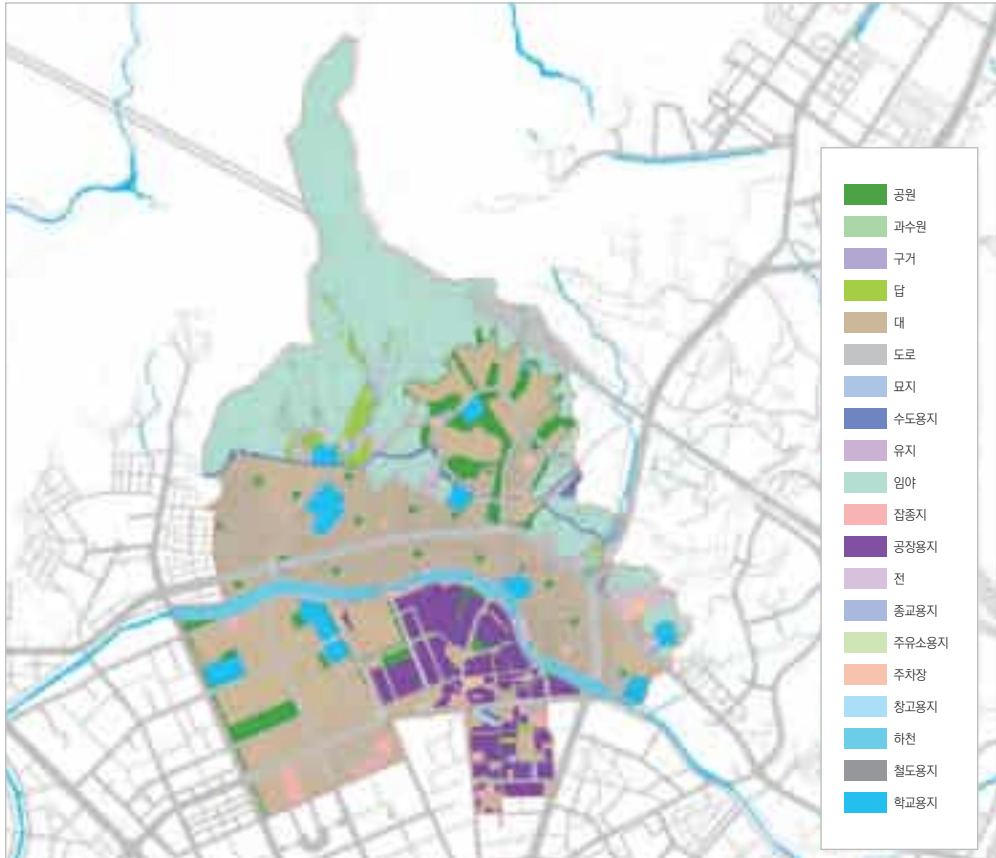 공원
과수원
구거
답
대
도로
묘지
수도용지
유지
임야
잡종지
공장용지
전
종교용지
주유소용지
주차장
창고용지
하천
철도용지
학교용지